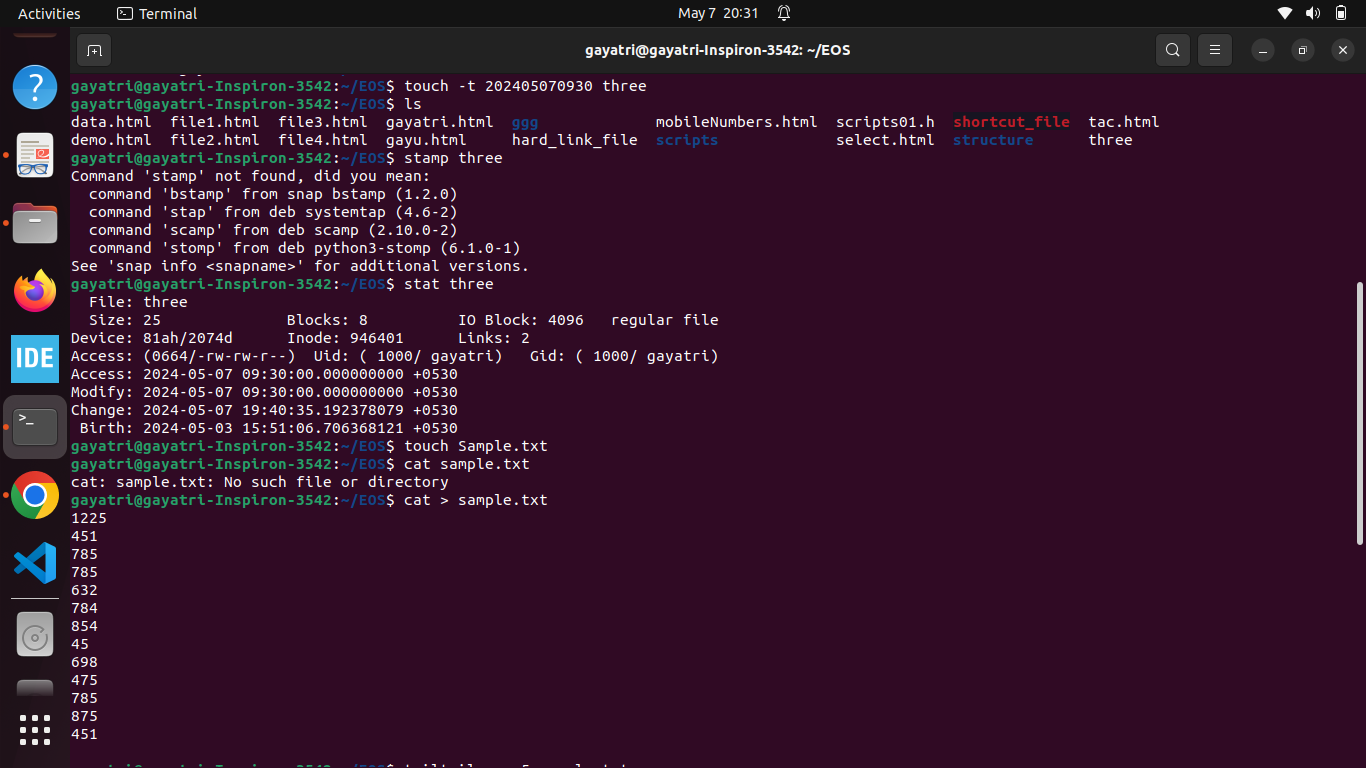 Activities Terminal May 7 20:31
gayatri@gayatri-Inspiron-3542: ~/EOS
gayatri@gayatri-Inspiron-3542:~/EOS$ touch -t 202405070930 three
gayatri@gayatri-Inspiron-3542:~/EOS$ ls
data.html file1.html file3.html gayatri.html ggg mobileNumbers.html scripts01.h shortcut_file tac.html
demo.html file2.html file4.html gayu.html hard_link_file scripts select.html structure three
gayatri@gayatri-Inspiron-3542:~/EOS$ stamp three
Command 'stamp' not found, did you mean:
command 'bstamp' from snap bstamp (1.2.0)
command 'stap' from deb systemtap (4.6-2)
command 'scamp' from deb scamp (2.10.0-2)
command 'stomp' from deb python3-stomp (6.1.0-1)
See 'snap info <snapname>' for additional versions.
gayatri@gayatri-Inspiron-3542:~/EOS$ stat three
File: three
Size: 25 Blocks: 8 IO Block: 4096 regular file
Device: 81ah/2074d Inode: 946401 Links: 2
Access: (0664/-rw-rw-r--) Uid: ( 1000/ gayatri) Gid: ( 1000/ gayatri)
Access: 2024-05-07 09:30:00.000000000 +0530
Modify: 2024-05-07 09:30:00.000000000 +0530
Change: 2024-05-07 19:40:35.192378079 +0530
Birth: 2024-05-03 15:51:06.706368121 +0530
gayatri@gayatri-Inspiron-3542:~/EOS$ touch Sample.txt
gayatri@gayatri-Inspiron-3542:~/EOS$ cat sample.txt
cat: sample.txt: No such file or directory
gayatri@gayatri-Inspiron-3542:~/EOS$ cat > sample.txt
1225
451
785
785
632
784
854
45
698
475
785
875
451
IDE